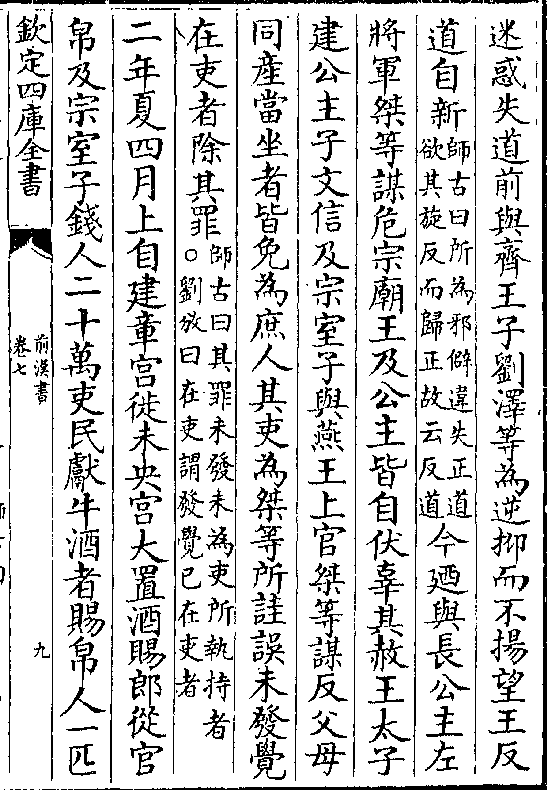 迷惑失道前與齊王子劉澤等為逆抑而不揚望王反
道自新師古曰所為邪僻違失正道欲其旋反而歸正故云反道今廼與長公主左
將軍桀等謀危宗廟王及公主皆自伏辜其赦王太子
建公主子文信及宗室子與燕王上官桀等謀反父母
同産當坐者皆免為庶人其吏為桀等所詿誤未發覺
在吏者除其罪師古曰其罪未發未為吏所執持者○劉攽曰在吏謂發覺已在吏者
二年夏四月上自建章宮徙未央宮大置酒賜郎從官
帛及宗室子錢人二十萬吏民獻牛酒者賜帛人一匹
欽定四庫全書
前漢書
卷七
九